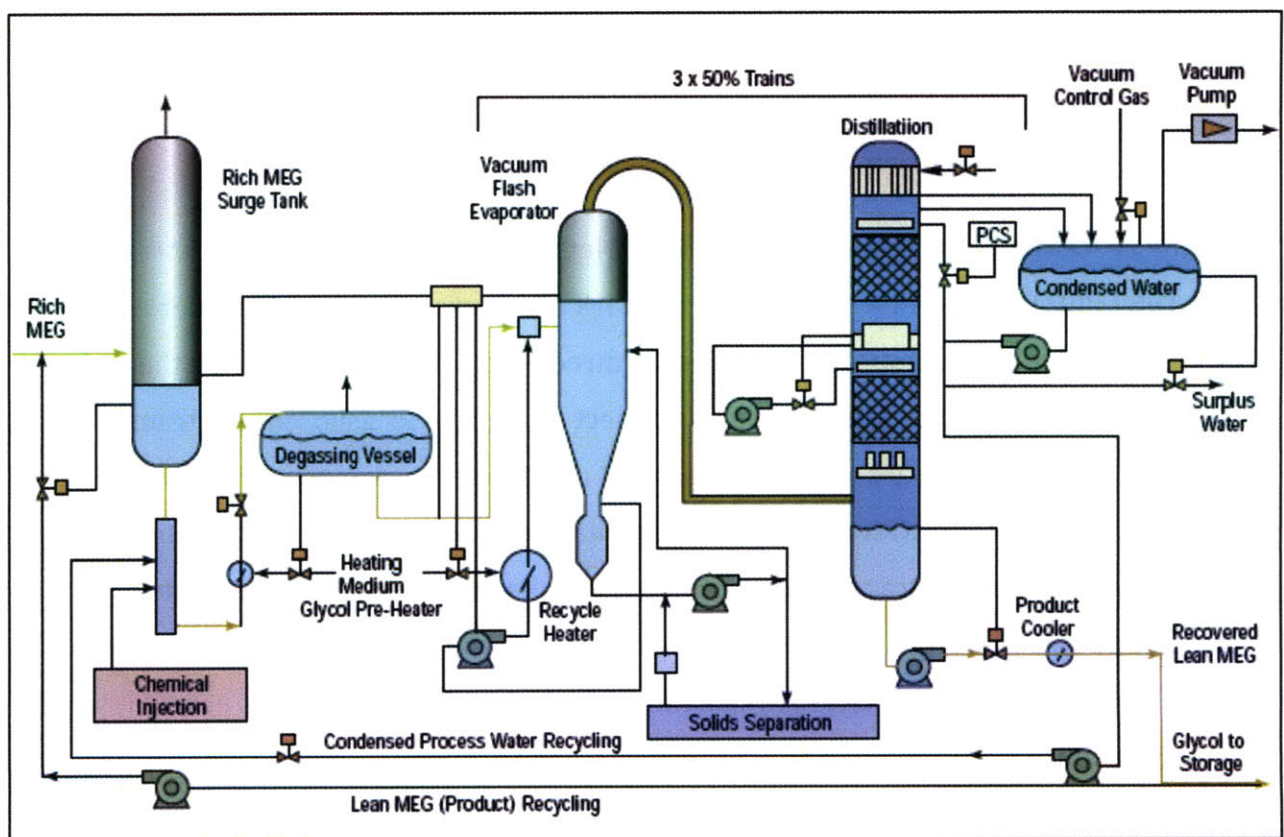 3 x 50% Trains
Vacuum
Control Gas
Vacuum
Pump
Distillatiion
Rich MEG
Surge Tank
Vacuum
Flash
Evaporator
PCS
Condensed Water
Rich
MEG
Surplus
Water
Degassing Vessel
Heating
Medium
Glycol Pre-Heater
Recycle
Heater
Product
Cooler
Recovered
Lean MEG
Chemical
Injection
Solids Separation
Condensed Process Water Recycling
Glycol to
Storage
Lean MEG (Product) Recycling